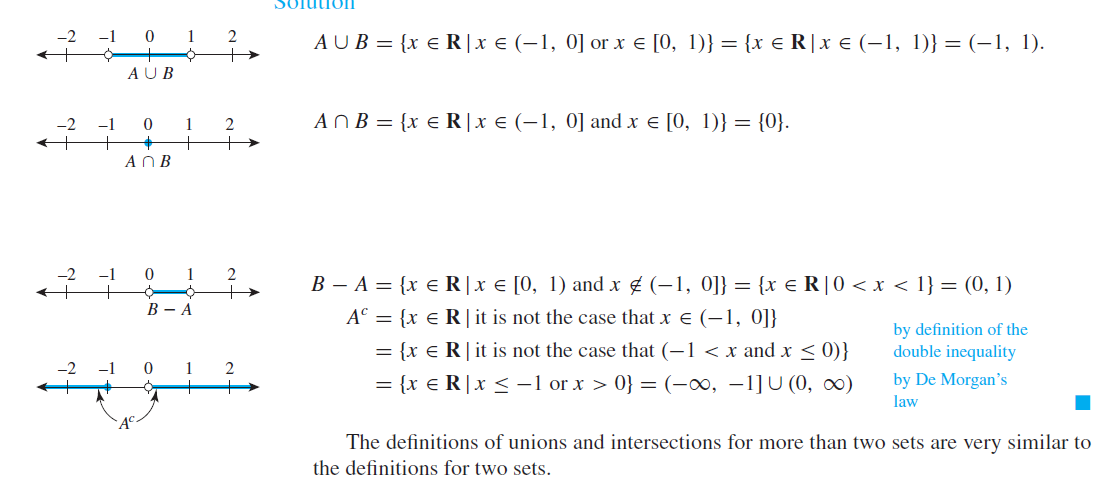 Solution
−2 −1 0 1 2
A ∪ B
A ∪ B = {x ∈ R | x ∈ (−1, 0] or x ∈ [0, 1)} = {x ∈ R | x ∈ (−1, 1)} = (−1, 1).
−2 −1 0 1 2
A ∩ B
A ∩ B = {x ∈ R | x ∈ (−1, 0] and x ∈ [0, 1)} = {0}.
−2 −1 0 1 2
B − A
B − A = {x ∈ R | x ∈ [0, 1) and x ∉ (−1, 0]} = {x ∈ R | 0 < x < 1} = (0, 1)
Aᶜ = {x ∈ R | it is not the case that x ∈ (−1, 0]}
= {x ∈ R | it is not the case that (−1 < x and x ≤ 0)}
by definition of the
double inequality
−2 −1 0 1 2
Aᶜ
= {x ∈ R | x ≤ −1 or x > 0} = (−∞, −1] ∪ (0, ∞)
by De Morgan's
law
The definitions of unions and intersections for more than two sets are very similar to
the definitions for two sets.